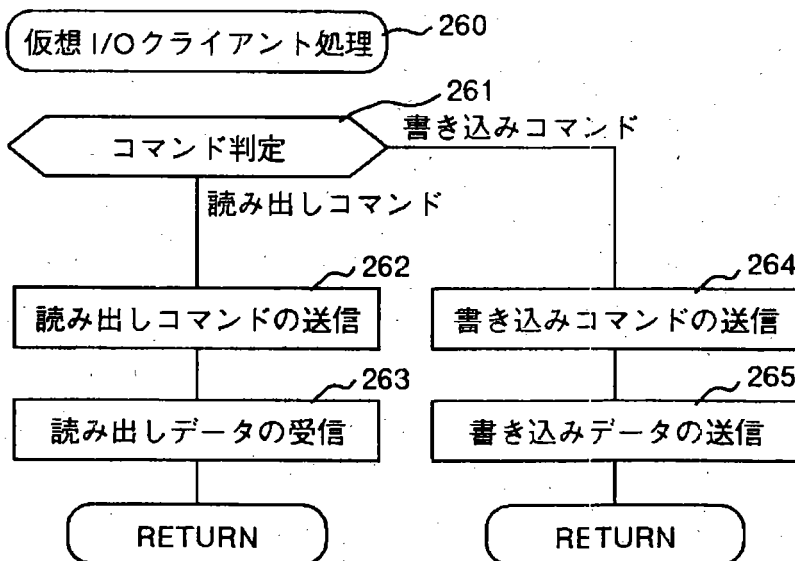 仮想 I/Oクライアント処理
260
261
コマンド判定
書き込みコマンド
読み出しコマンド
262
読み出しコマンドの送信
264
書き込みコマンドの送信
263
読み出しデータの受信
265
書き込みデータの送信
RETURN
RETURN